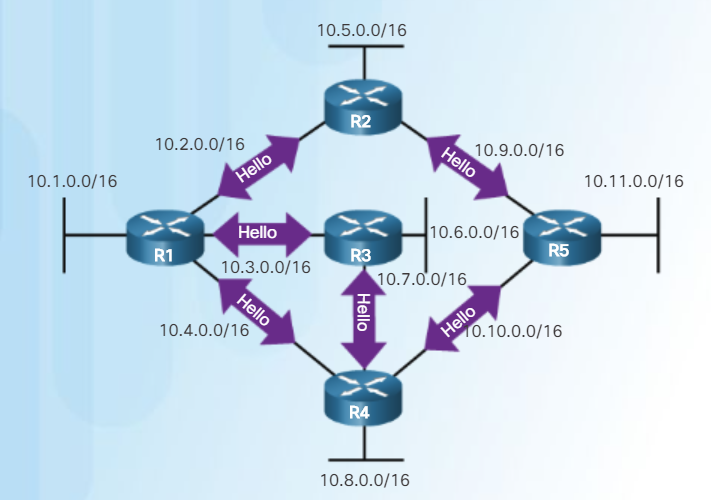 10.5.0.0/16
R2
10.2.0.0/16
Hello
Hello
10.9.0.0/16
10.1.0.0/16
10.11.0.0/16
R1
Hello
R3
10.6.0.0/16
R5
10.3.0.0/16
10.7.0.0/16
Hello
Hello
Hello
10.4.0.0/16
10.10.0.0/16
R4
10.8.0.0/16